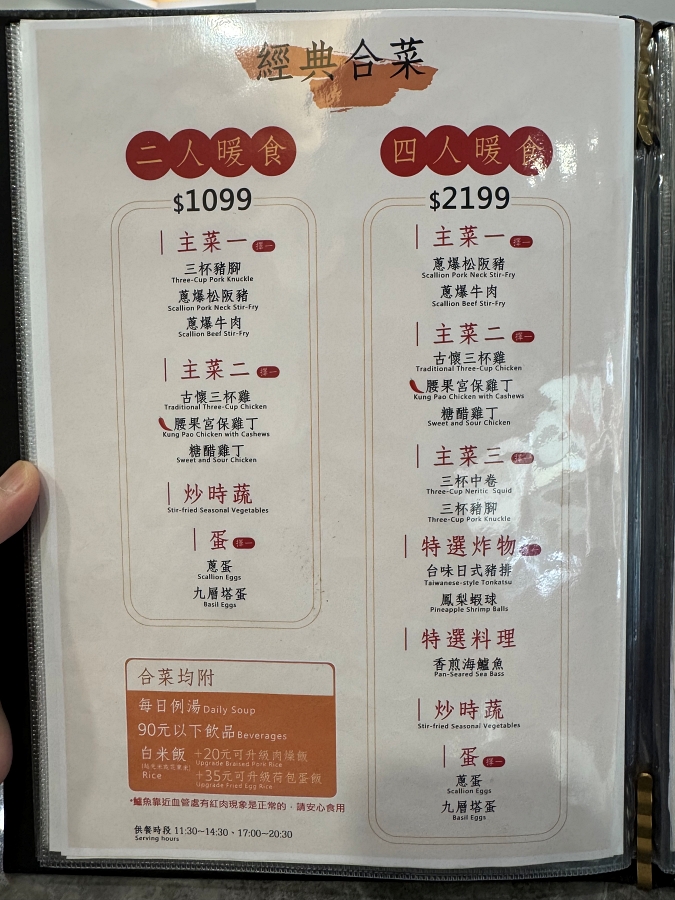 經典合菜
二人暖食
$1099
主菜一 擇一
三杯豬腳
Three-Cup Pork Knuckle
蔥爆松阪豬
Scallion Pork Neck Stir-Fry
蔥爆牛肉
Scallion Beef Stir-Fry
主菜二 擇一
古懷三杯雞
Traditional Three-Cup Chicken
腰果宮保雞丁
Kung Pao Chicken with Cashews
糖醋雞丁
Sweet and Sour Chicken
炒時蔬
Stir-fried Seasonal Vegetables
蛋 擇一
蔥蛋
Scallion Eggs
九層塔蛋
Basil Eggs
合菜均附
每日例湯 Daily Soup
90元以下飲品 Beverages
白米飯 +20元可升級肉燥飯
Upgrade Braised Pork Rice
Rice +35元可升級荷包蛋飯
Upgrade Fried Egg Rice
*鱸魚靠近血管處有紅肉現象是正常的，請安心食用
供餐時段 11:30~14:30、17:00~20:30
Serving hours
四人暖食
$2199
主菜一 擇一
蔥爆松阪豬
Scallion Pork Neck Stir-Fry
蔥爆牛肉
Scallion Beef Stir-Fry
主菜二 擇一
古懷三杯雞
Traditional Three-Cup Chicken
腰果宮保雞丁
Kung Pao Chicken with Cashews
糖醋雞丁
Sweet and Sour Chicken
主菜三 擇一
三杯中卷
Three-Cup Neritic Squid
三杯豬腳
Three-Cup Pork Knuckle
特選炸物 擇一
台味日式豬排
Taiwanese-style Tonkatsu
鳳梨蝦球
Pineapple Shrimp Balls
特選料理
香煎海鱸魚
Pan-Seared Sea Bass
炒時蔬
Stir-fried Seasonal Vegetables
蛋 擇一
蔥蛋
Scallion Eggs
九層塔蛋
Basil Eggs